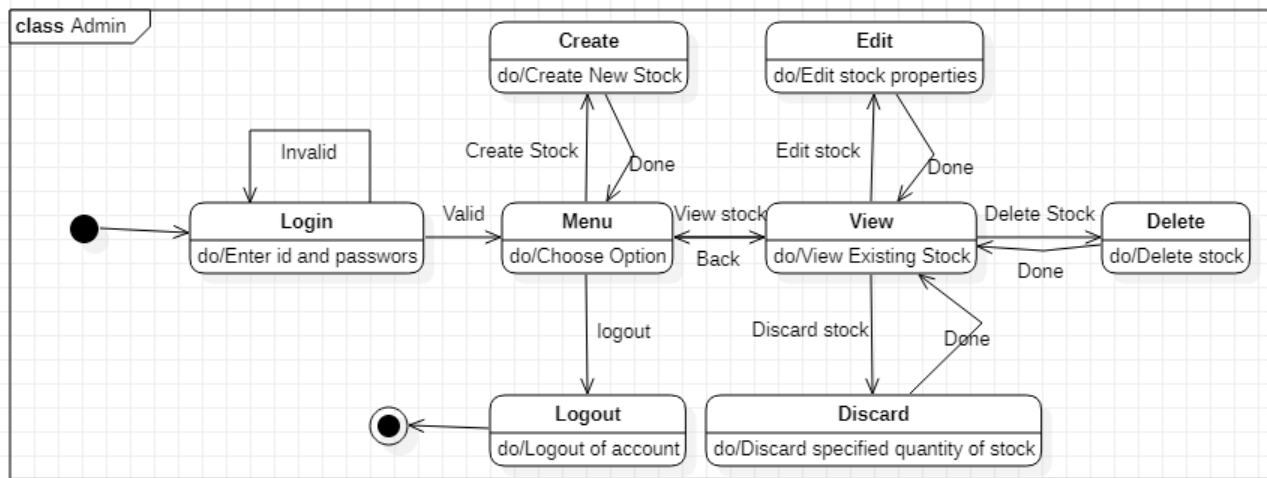 class Admin
Create
do/Create New Stock
Edit
do/Edit stock properties
Invalid
Create Stock
Done
Edit stock
Done
Login
do/Enter id and passwors
Valid
Menu
do/Choose Option
View stock
Back
View
do/View Existing Stock
Delete Stock
Done
Delete
do/Delete stock
logout
Discard stock
Done
Logout
do/Logout of account
Discard
do/Discard specified quantity of stock